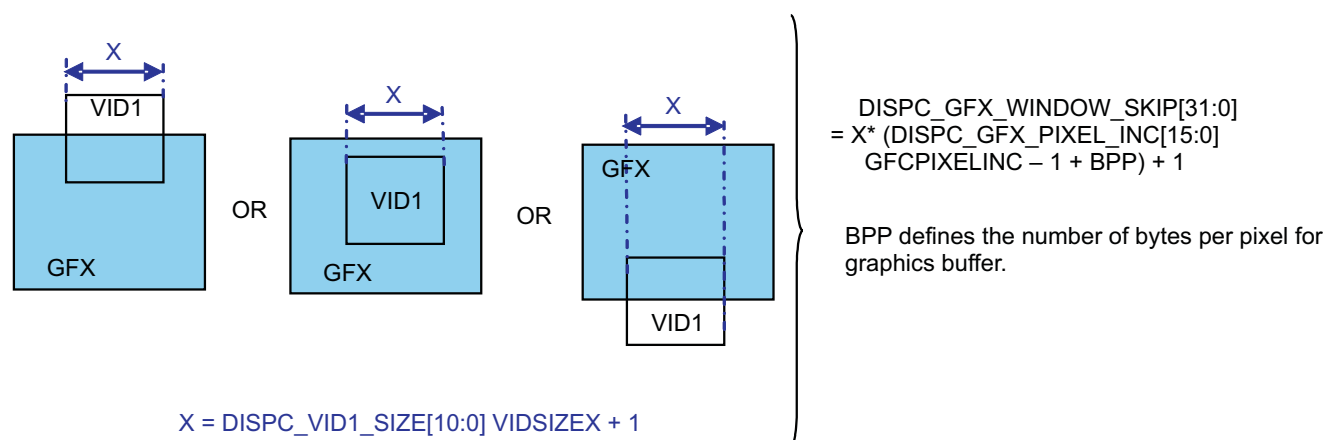 X
VID1
GFX
OR
X
VID1
GFX
OR
X
GFX
VID1
DISPC_GFX_WINDOW_SKIP[31:0]
= X* (DISPC_GFX_PIXEL_INC[15:0]
GFCPIXELINC – 1 + BPP) + 1
BPP defines the number of bytes per pixel for
graphics buffer.
X = DISPC_VID1_SIZE[10:0] VIDSIZEX + 1